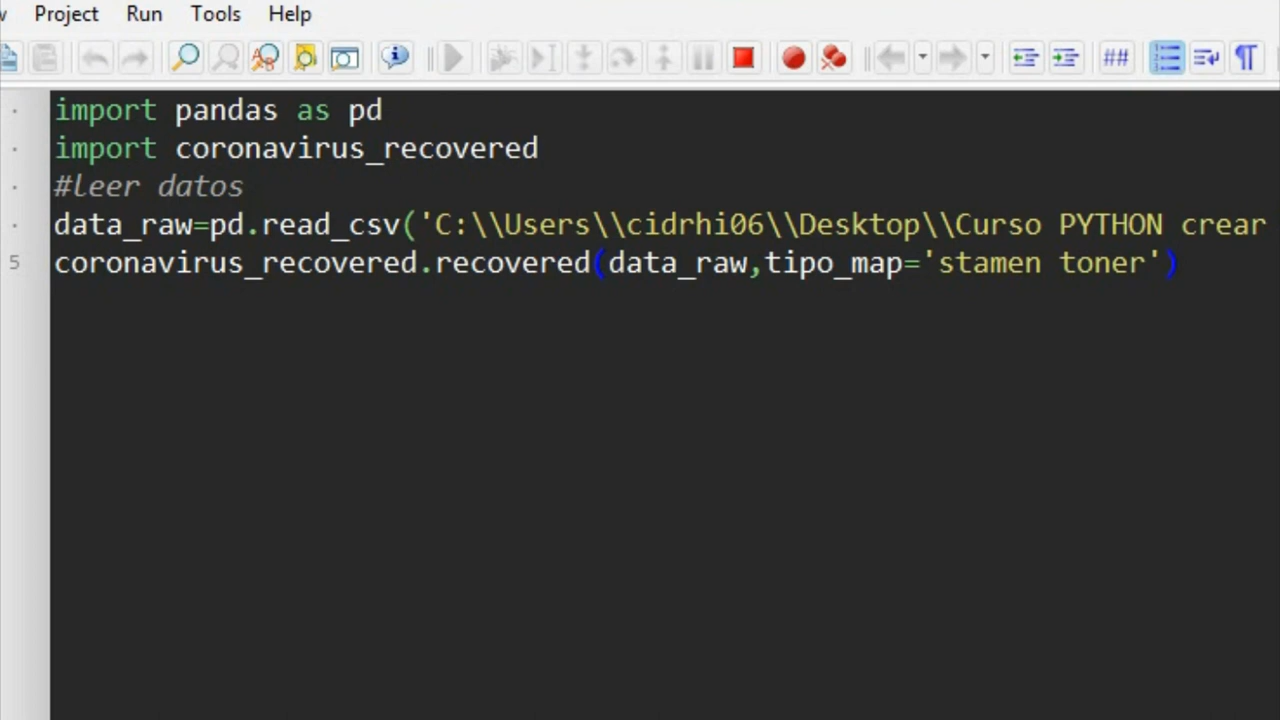 Project Run Tools Help
##
import pandas as pd
import coronavirus_recovered
#leer datos
data_raw=pd.read_csv('C:\\Users\\cidrhi06\\Desktop\\Curso PYTHON crear
5 coronavirus_recovered.recovered(data_raw,tipo_map='stamen toner')